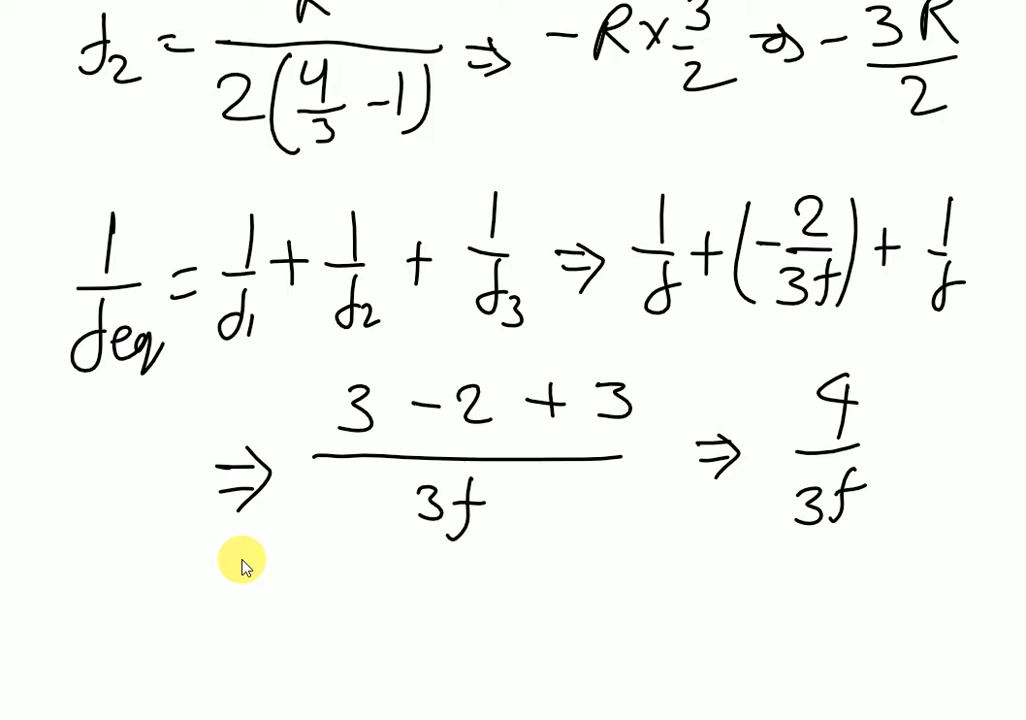 f₂ = R / 2(4/3 - 1) ⇒ - R × 3/2 ⇒ - 3R/2
1/feq = 1/f₁ + 1/f₂ + 1/f₃ ⇒ 1/f + (-2/3f) + 1/f
⇒ 3 - 2 + 3 / 3f ⇒ 4/3f